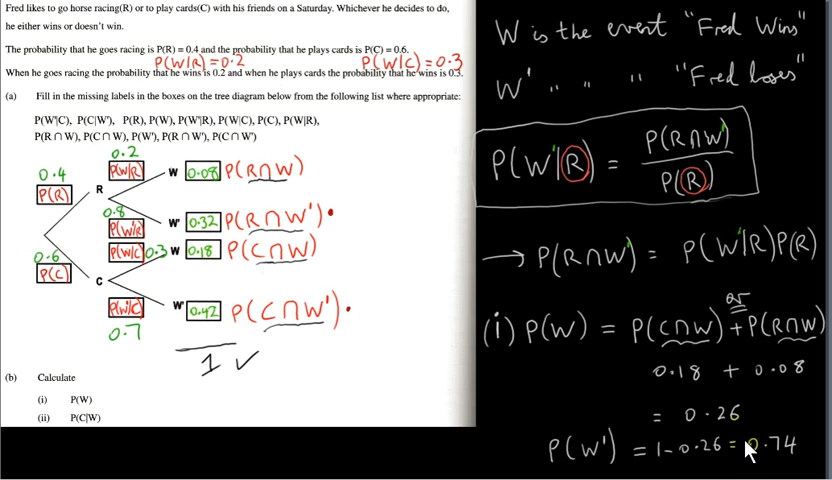 Fred likes to go horse racing(R) or to play cards(C) with his friends on a Saturday. Whichever he decides to do,
he either wins or doesn't win.
The probability that he goes racing is P(R) = 0.4 and the probability that he plays cards is P(C) = 0.6.
P(W|R)=0.2 P(W|C)=0.3
When he goes racing the probability that he wins is 0.2 and when he plays cards the probability that he wins is 0.3.
(a) Fill in the missing labels in the boxes on the tree diagram below from the following list where appropriate:
P(W'|C), P(C|W'), P(R), P(W), P(W'|R), P(W|C), P(C), P(W|R),
P(R∩W), P(C∩W), P(W'), P(R∩W'), P(C∩W')
0.2
0.4 P(W|R) W 0.08 P(R∩W)
P(R) R
0.8 W' 0.32 P(R∩W')
P(W'|R)
0.6 P(W|C) 0.3 W 0.18 P(C∩W)
P(C) C
P(W'|C) W' 0.42 P(C∩W')
0.7
1 ✓
(b) Calculate
(i) P(W)
(ii) P(C|W)
W is the event "Fred Wins"
W' " " " "Fred loses"
P(W'|R) = P(R∩W') / P(R)
→ P(R∩W') = P(W'|R)P(R)
or
(i) P(W) = P(C∩W) + P(R∩W)
0.18 + 0.08
= 0.26
P(W') = 1-0.26 = 0.74